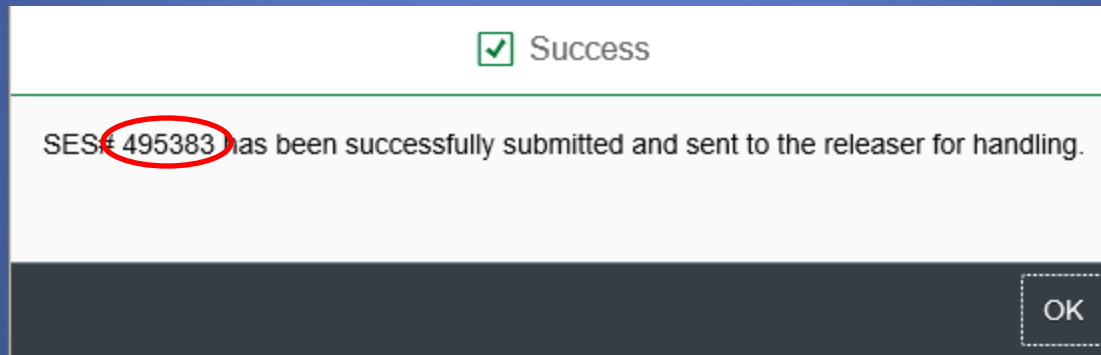 Success
SES# 495383 has been successfully submitted and sent to the releaser for handling.
OK